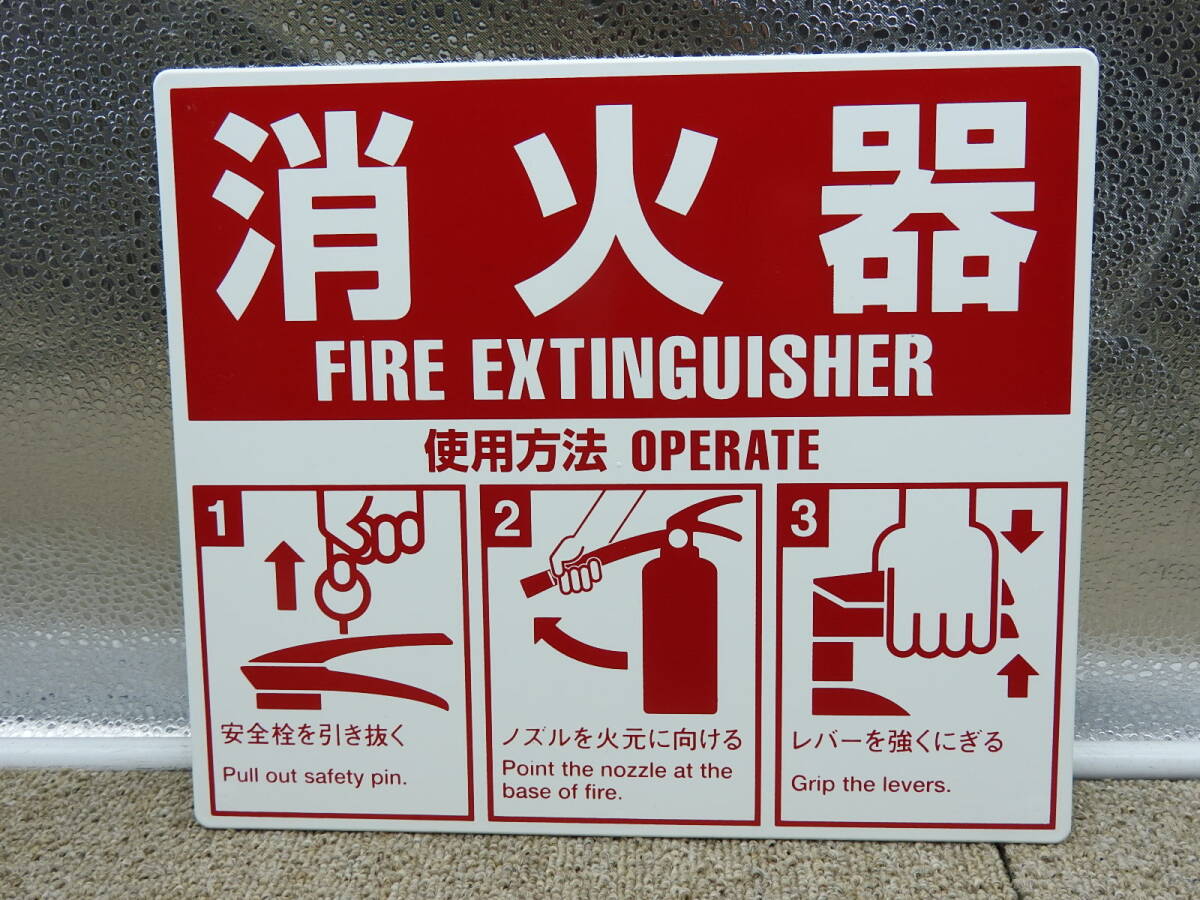 消火器
FIRE EXTINGUISHER
使用方法 OPERATE
1
安全栓を引き抜く
Pull out safety pin.
2
ノズルを火元に向ける
Point the nozzle at the
base of fire.
3
レバーを強くにぎる
Grip the levers.